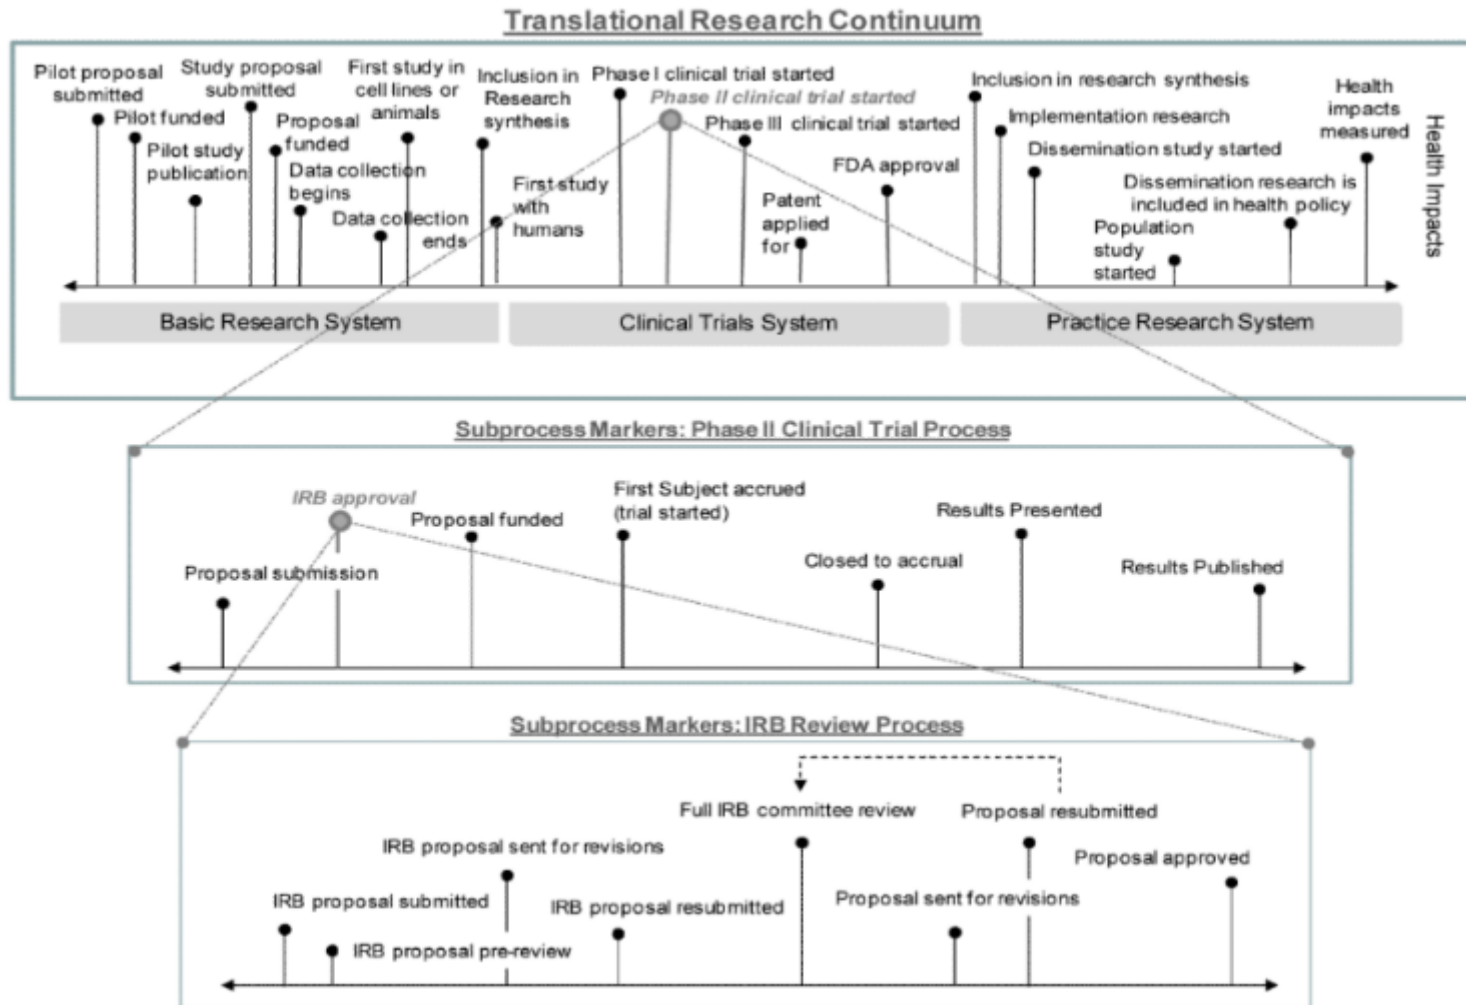 Translational Research Continuum
Pilot proposal
submitted
Pilot funded
Pilot study
publication
Study proposal
submitted
Proposal
funded
Data collection
begins
Data collection
ends
First study in
cell lines or
animals
Inclusion in
Research
synthesis
First study
with
humans
Phase I clinical trial started
Phase II clinical trial started
Phase III clinical trial started
Patent
applied
for
FDA approval
Inclusion in research synthesis
Implementation research
Dissemination study started
Population
study
started
Dissemination research is
included in health policy
Health
impacts
measured
Health Impacts
Basic Research System
Clinical Trials System
Practice Research System
Subprocess Markers: Phase II Clinical Trial Process
Proposal submission
IRB approval
Proposal funded
First Subject accrued
(trial started)
Closed to accrual
Results Presented
Results Published
Subprocess Markers: IRB Review Process
IRB proposal submitted
IRB proposal pre-review
IRB proposal sent for revisions
IRB proposal resubmitted
Full IRB committee review
Proposal sent for revisions
Proposal resubmitted
Proposal approved